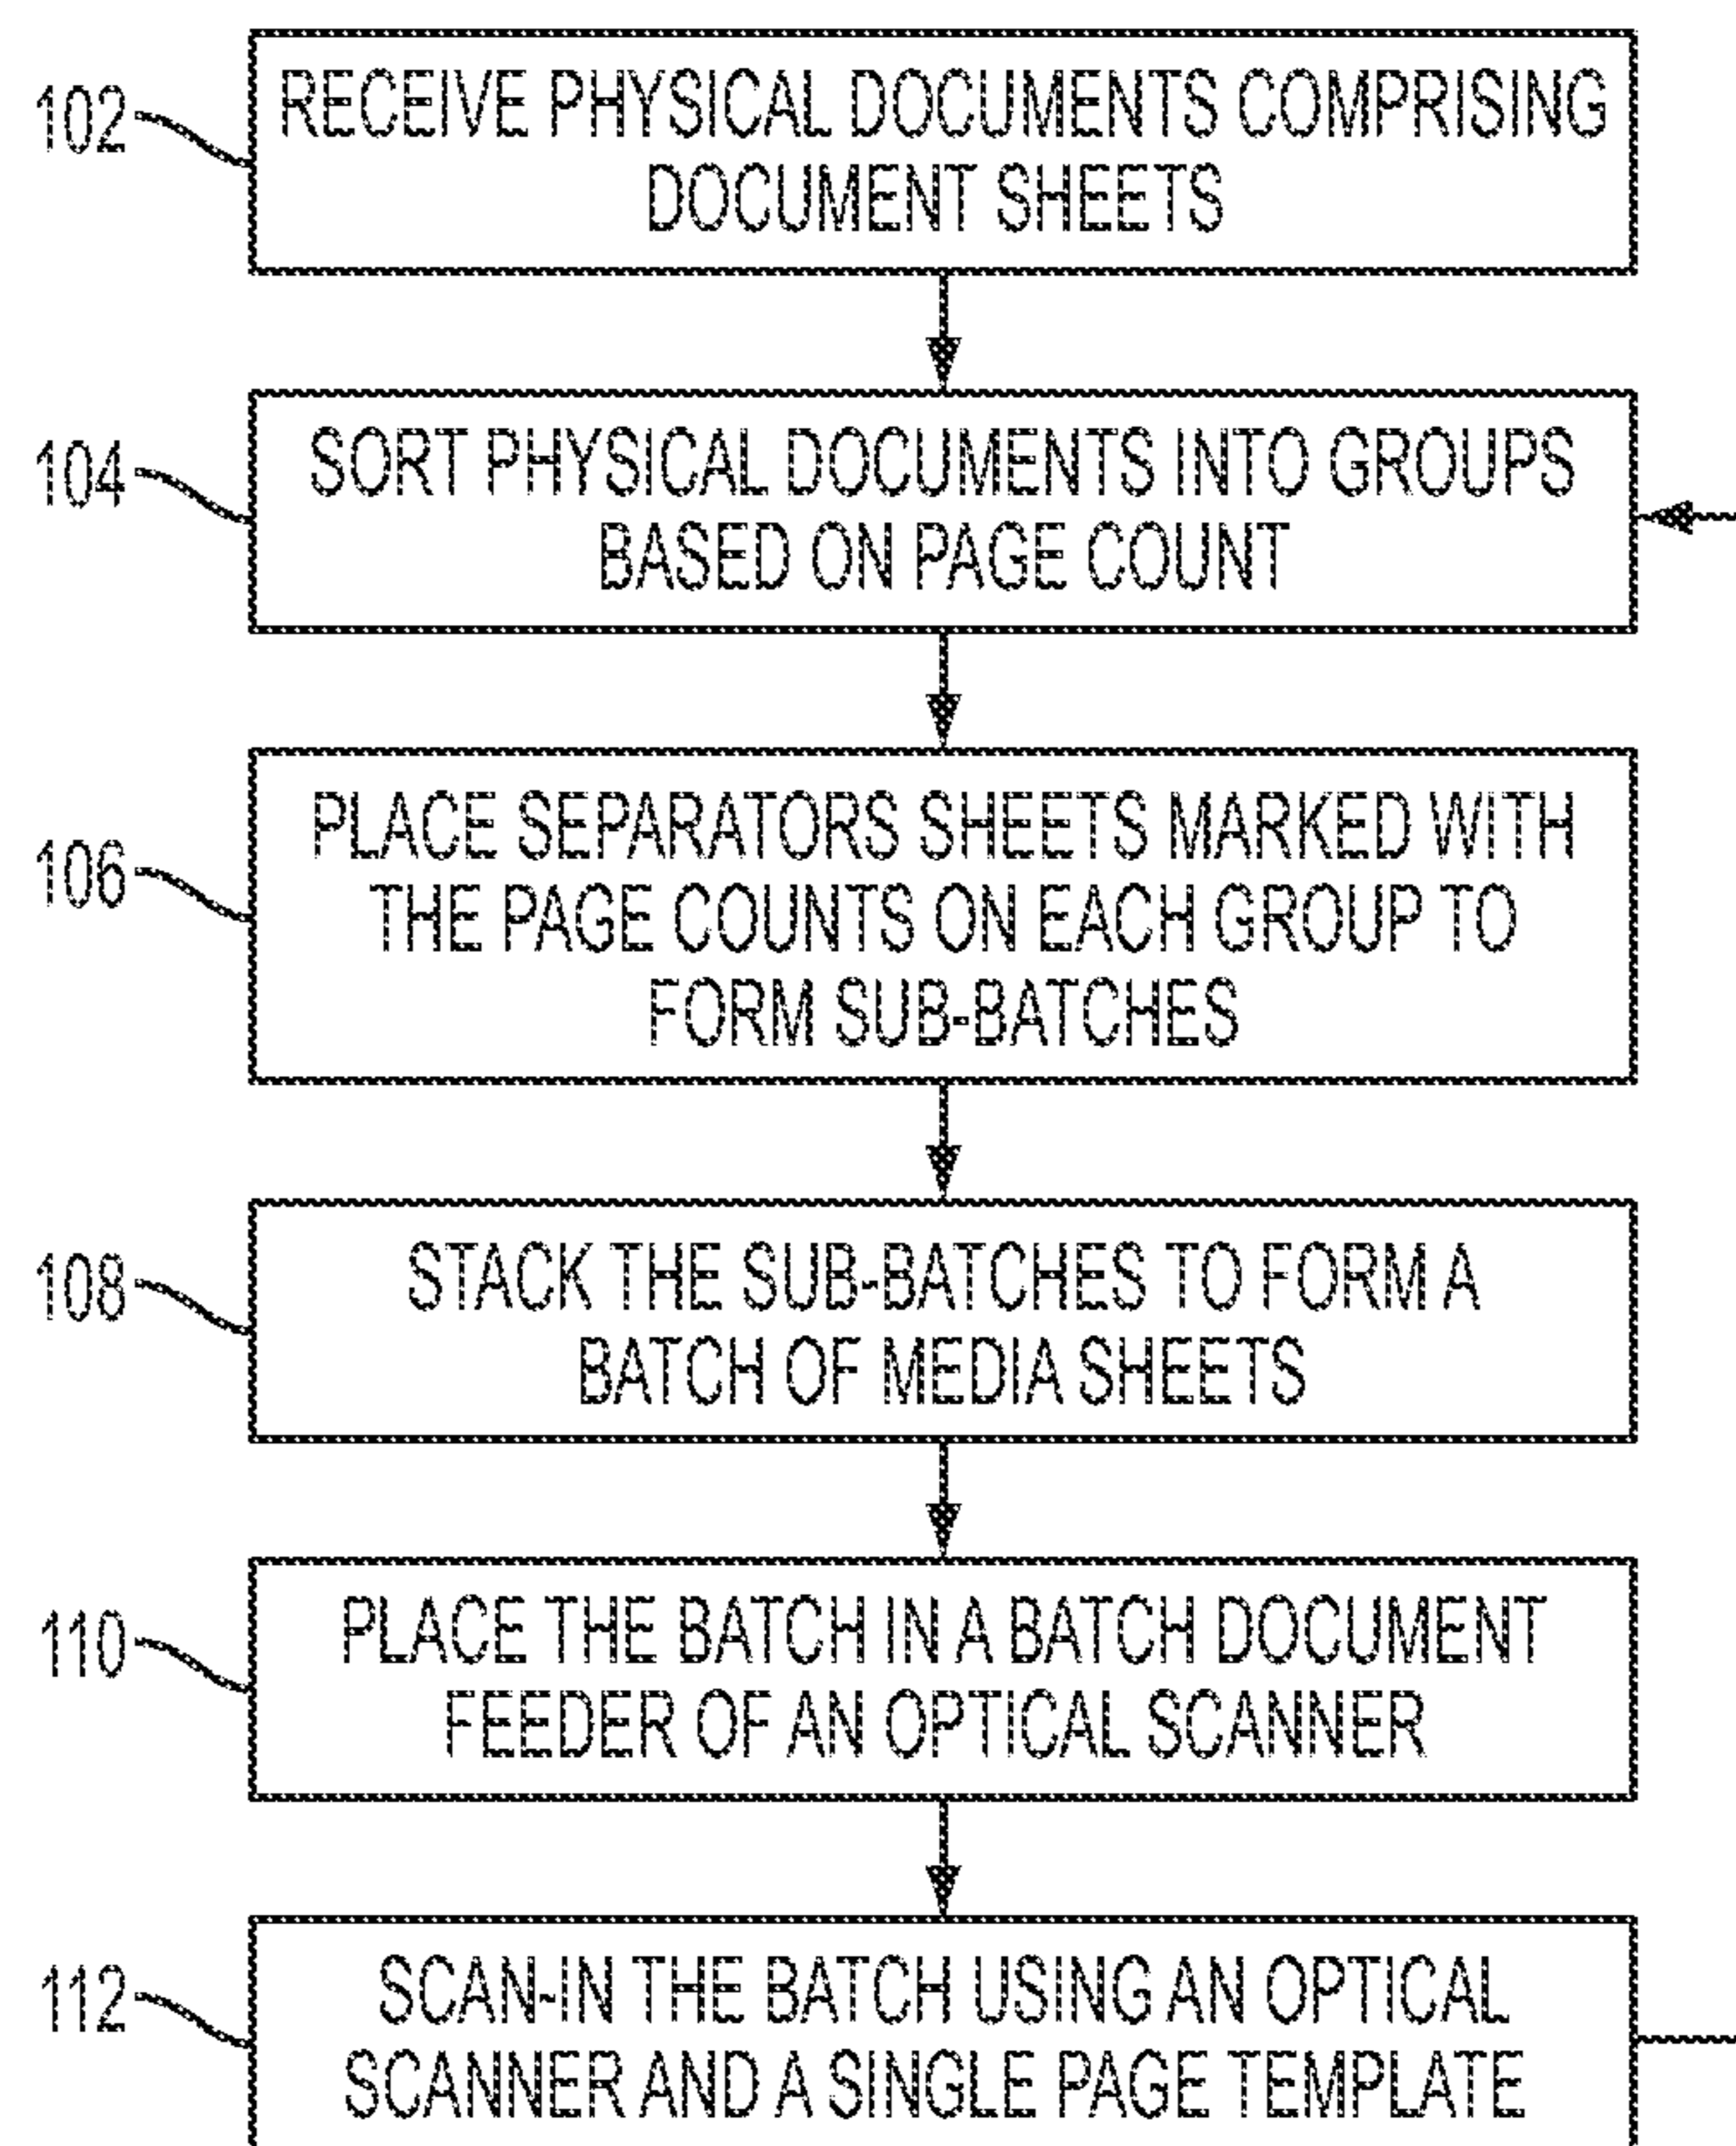 102
RECEIVE PHYSICAL DOCUMENTS COMPRISING
DOCUMENT SHEETS
104
SORT PHYSICAL DOCUMENTS INTO GROUPS
BASED ON PAGE COUNT
106
PLACE SEPARATORS SHEETS MARKED WITH
THE PAGE COUNTS ON EACH GROUP TO
FORM SUB-BATCHES
108
STACK THE SUB-BATCHES TO FORM A
BATCH OF MEDIA SHEETS
110
PLACE THE BATCH IN A BATCH DOCUMENT
FEEDER OF AN OPTICAL SCANNER
112
SCAN-IN THE BATCH USING AN OPTICAL
SCANNER AND A SINGLE PAGE TEMPLATE